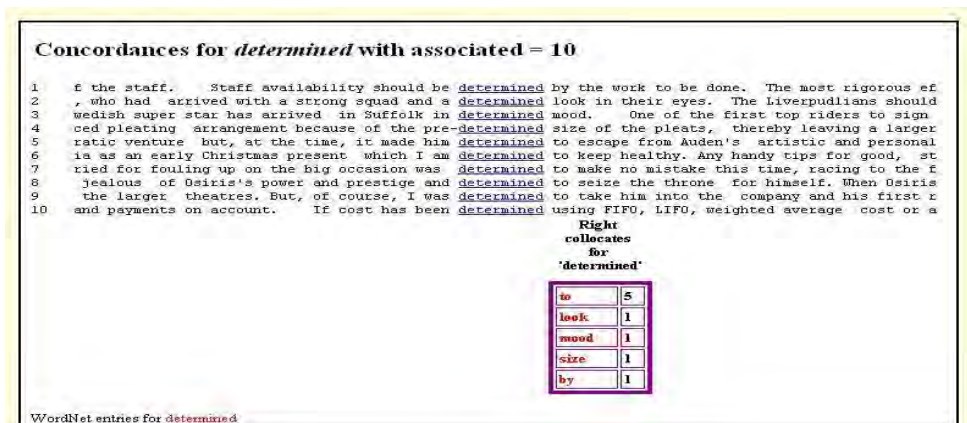 Concordances for determined with associated = 10
1 f the staff. Staff availability should be determined by the work to be done. The most rigorous ef
2 , who had arrived with a strong squad and a determined look in their eyes. The Liverpudlians should
3 wedish super star has arrived in Suffolk in determined mood. One of the first top riders to sign
4 ced pleating arrangement because of the pre-determined size of the pleats, thereby leaving a larger
5 ratic venture but, at the time, it made him determined to escape from Auden's artistic and personal
6 ia as an early Christmas present which I am determined to keep healthy. Any handy tips for good, st
7 ried for fouling up on the big occasion was determined to make no mistake this time, racing to the f
8 jealous of Osiris's power and prestige and determined to seize the throne for himself. When Osiris
9 the larger theatres. But, of course, I was determined to take him into the company and his first r
10 and payments on account. If cost has been determined using FIFO, LIFO, weighted average cost or a
Right
collocates
for
'determined'
to 5
look 1
mood 1
size 1
by 1
WordNet entries for determined